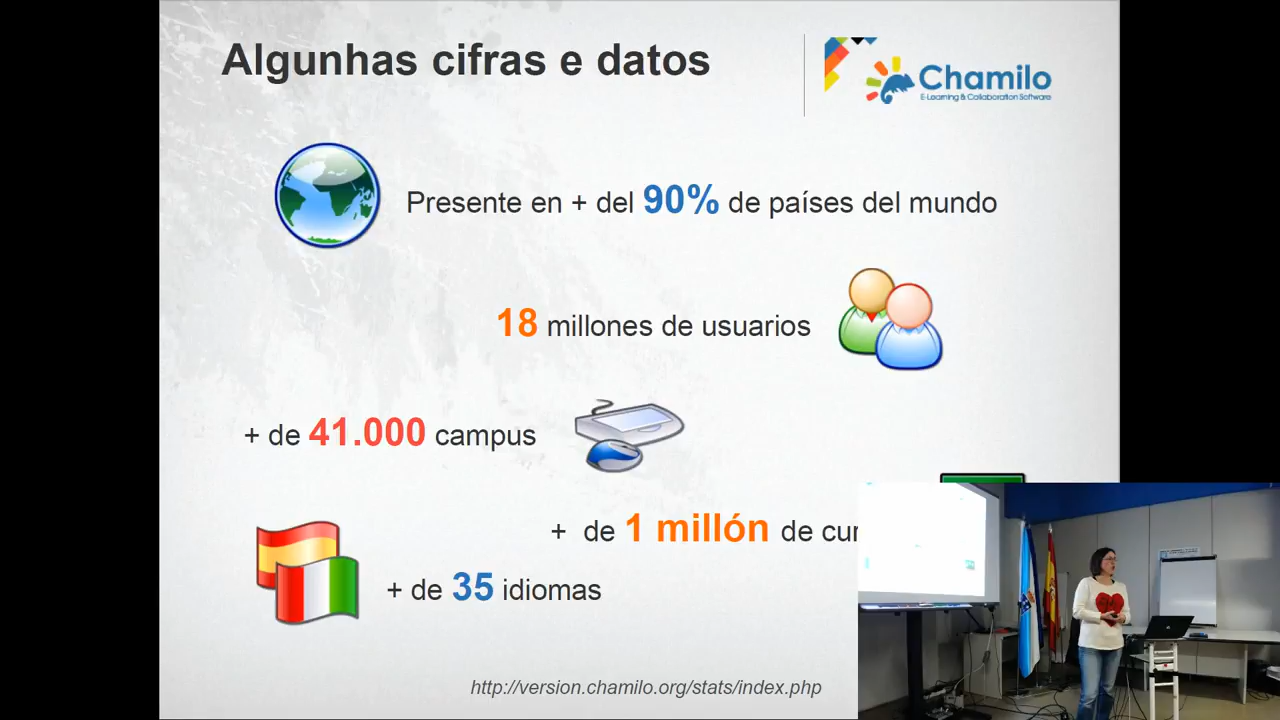 Algunhas cifras e datos
Chamilo
E-Learning & Collaboration Software
Presente en + del 90% de países del mundo
18 millones de usuarios
+ de 41.000 campus
+ de 1 millón de
+ de 35 idiomas
http://version.chamilo.org/stats/index.php